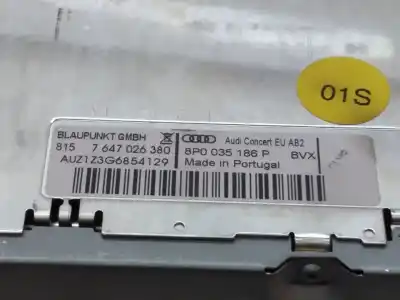 01S
BLAUPUNKT GMBH Audi Concert EU AB2
815 7 647 026 380 8P0 035 186 P BVX
AUZ1Z3G6854129 Made in Portugal